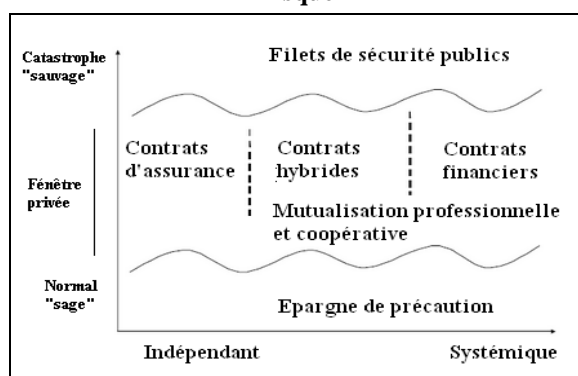 Catastrophe
"sauvage"
Filets de sécurité publics
Contrats
d'assurance
Contrats
hybrides
Contrats
financiers
Fénêtre
privée
Mutualisation professionnelle
et coopérative
Normal
"sage"
Epargne de précaution
Indépendant
Systémique